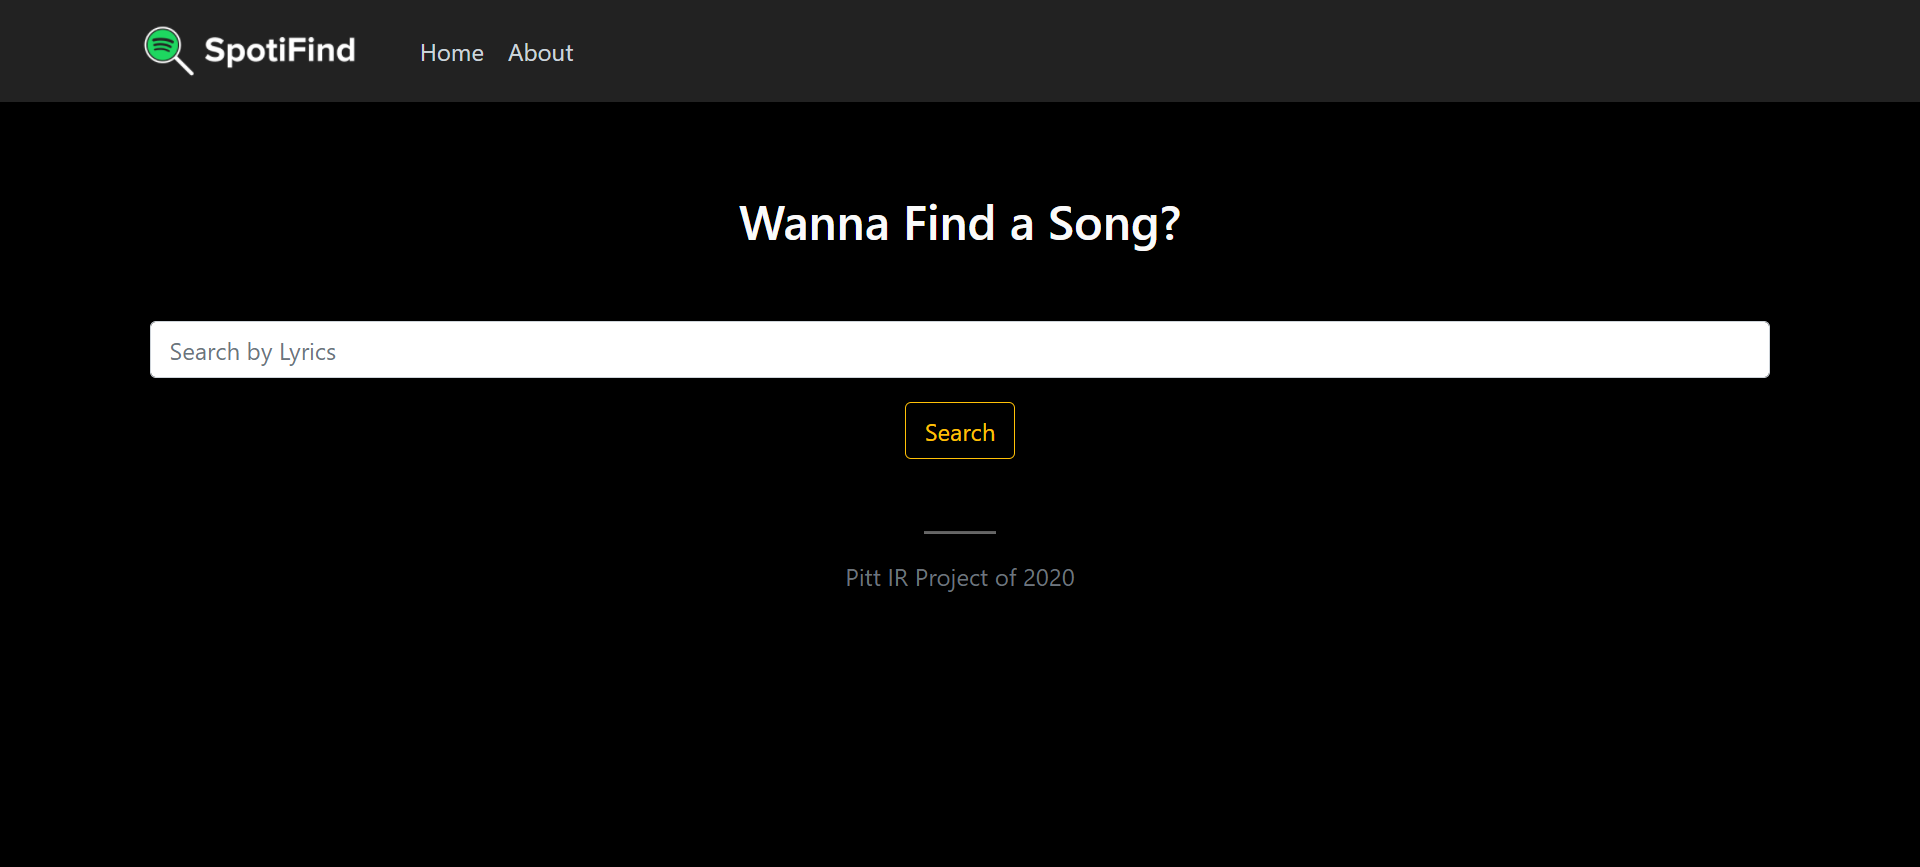 SpotiFind Home About
Wanna Find a Song?
Search by Lyrics
Search
Pitt IR Project of 2020